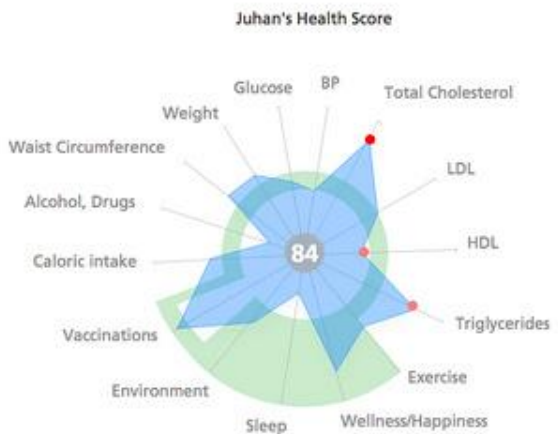 Juhan's Health Score
Glucose
BP
Total Cholesterol
Weight
LDL
Waist Circumference
Alcohol, Drugs
HDL
Caloric intake
84
Triglycerides
Vaccinations
Exercise
Environment
Wellness/Happiness
Sleep